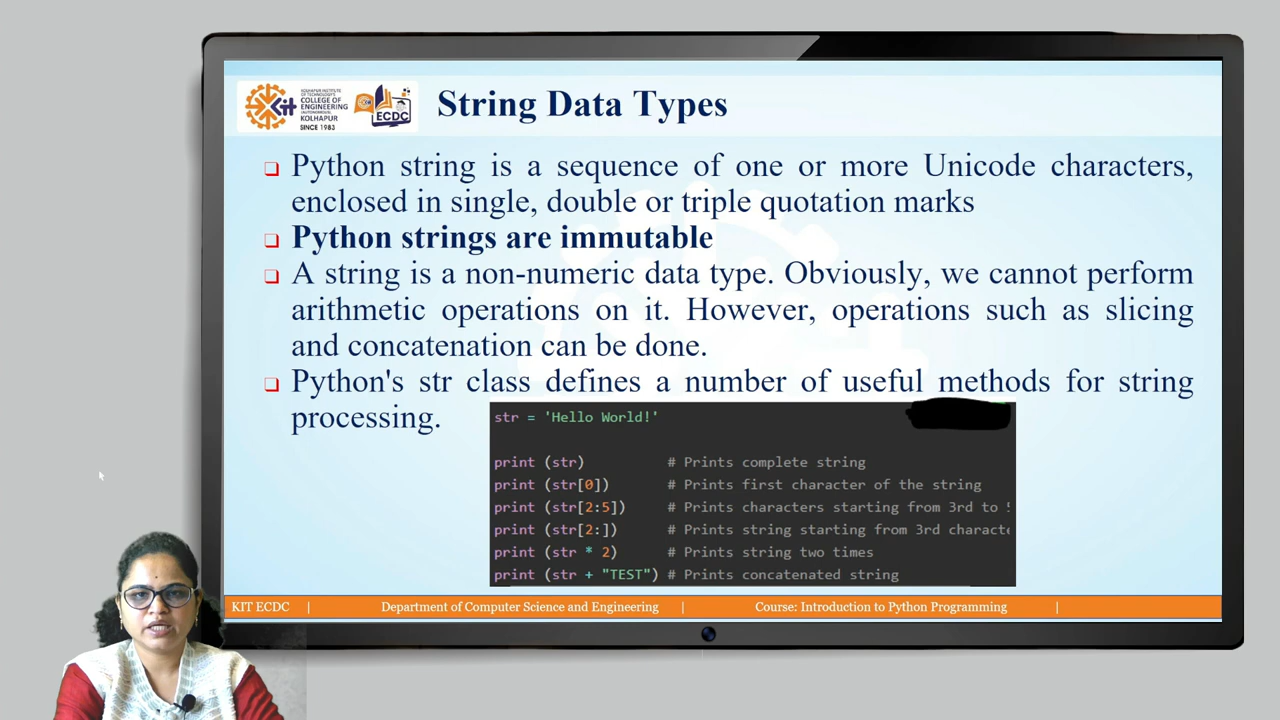 KOLHAPUR INSTITUTE
OF TECHNOLOGY'S
COLLEGE OF
ENGINEERING
(AUTONOMOUS)
KOLHAPUR
SINCE 1983
Kit
ECDC
String Data Types
Python string is a sequence of one or more Unicode characters,
enclosed in single, double or triple quotation marks
Python strings are immutable
A string is a non-numeric data type. Obviously, we cannot perform
arithmetic operations on it. However, operations such as slicing
and concatenation can be done.
Python's str class defines a number of useful methods for string
processing.
str = 'Hello World!'
print (str) # Prints complete string
print (str[0]) # Prints first character of the string
print (str[2:5]) # Prints characters starting from 3rd to
print (str[2:]) # Prints string starting from 3rd
print (str * 2) # Prints string two times
print (str + "TEST") # Prints concatenated string
KIT ECDC | Department of Computer Science and Engineering | Course: Introduction to Python Programming |